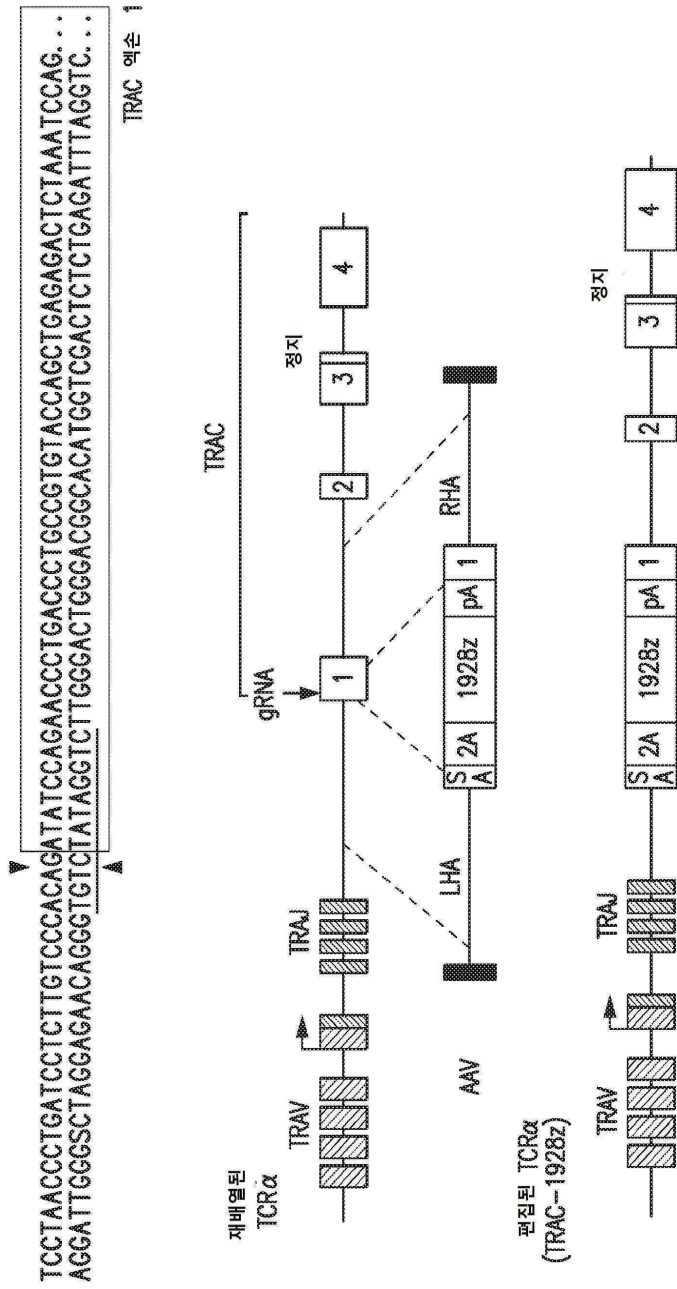 TCCTAACCCTGATCCTCTTGTCCCACAGATATCCAGAACCCTGACCCTGCCGTGTACCAGCTGAGAGACTCTAAATCCAG...
AGGATTGGGSCTAGGAGAACAGGGTGTCTATAGGTCTTGGGACTGGGACGGCACATGGTCGACTCTCTGAGATTTAGGTC...
TRAC 엑손 1
TRAC
gRNA
정지
TRAV
TRAJ
재배열된
TCRα
1
2
3
4
LHA
RHA
AAV
SA
2A
1928z
pA
1
정지
TRAV
TRAJ
편집된 TCRα
(TRAC-1928z)
SA
2A
1928z
pA
1
2
3
4